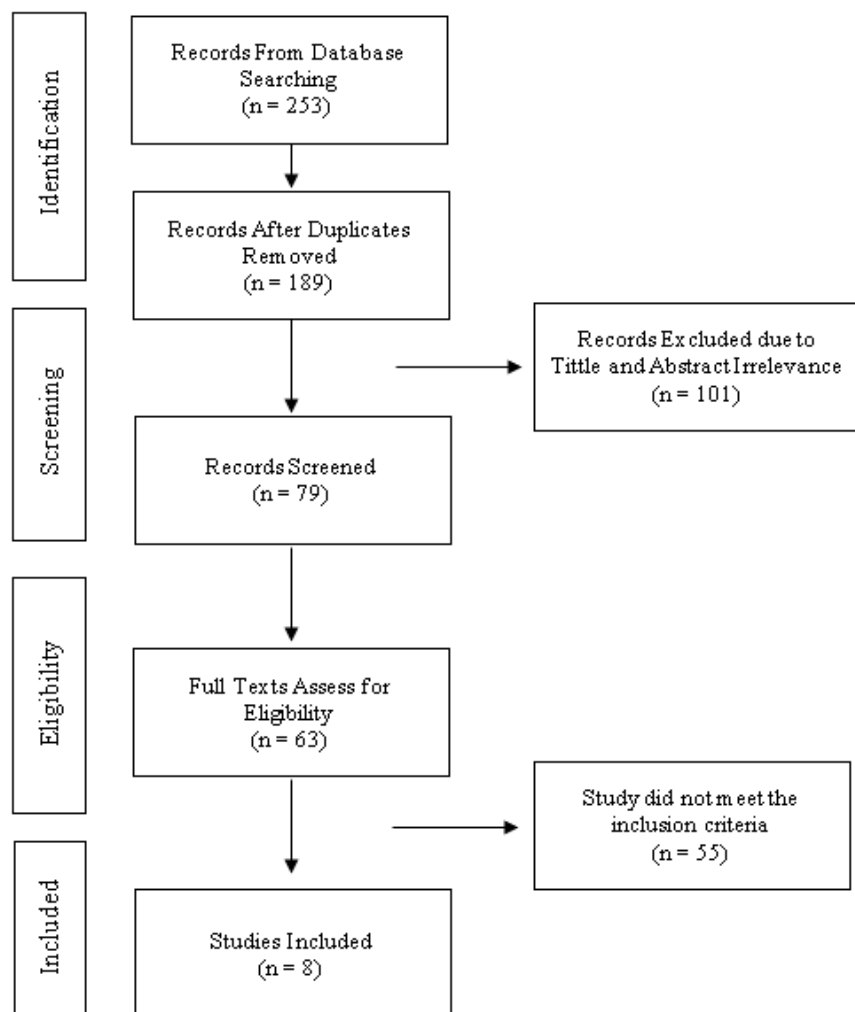 Identification
Records From Database
Searching
(n = 253)
Records After Duplicates
Removed
(n = 189)
Screening
Records Excluded due to
Tittle and Abstract Irrelevance
(n = 101)
Records Screened
(n = 79)
Eligibility
Full Texts Assess for
Eligibility
(n = 63)
Study did not meet the
inclusion criteria
(n = 55)
Included
Studies Included
(n = 8)